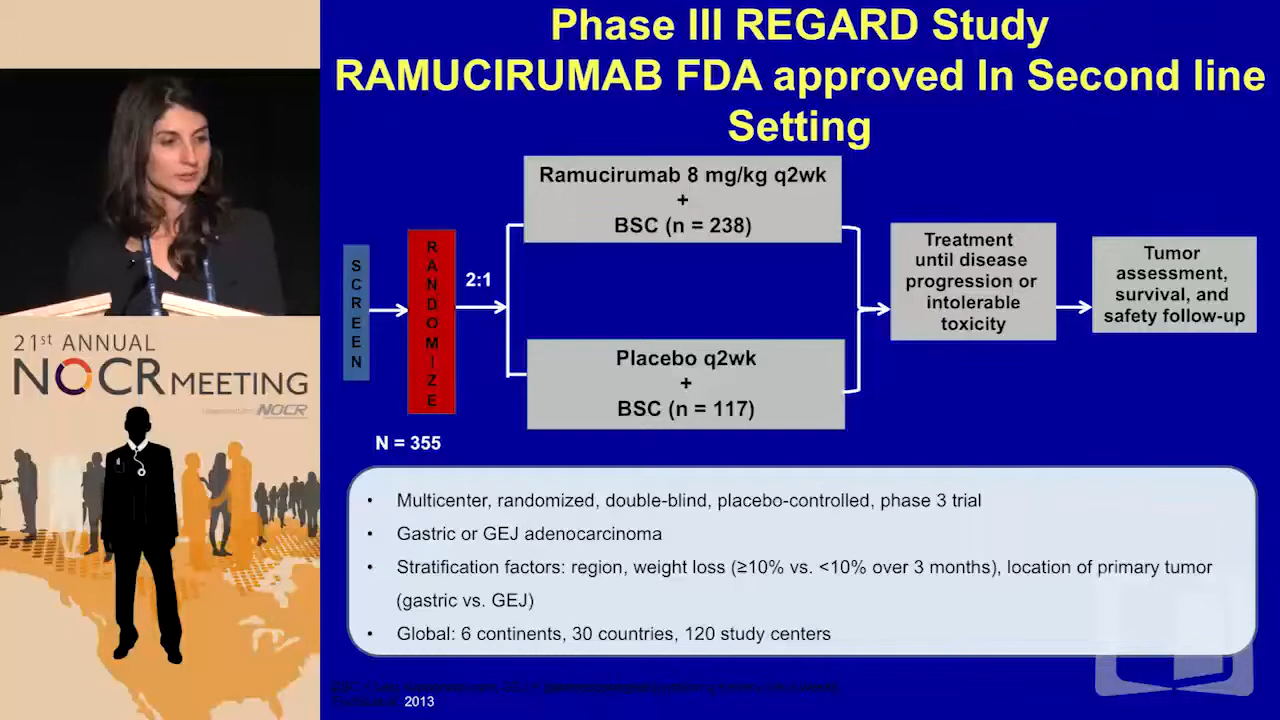 Phase III REGARD Study
RAMUCIRUMAB FDA approved In Second line
Setting
Ramucirumab 8 mg/kg q2wk
+
BSC (n = 238)
SCREEN
RANDOMIZE
2:1
Treatment
until disease
progression or
intolerable
toxicity
Tumor
assessment,
survival, and
safety follow-up
Placebo q2wk
+
BSC (n = 117)
N = 355
21st ANNUAL
NOCR MEETING
NOCR
• Multicenter, randomized, double-blind, placebo-controlled, phase 3 trial
• Gastric or GEJ adenocarcinoma
• Stratification factors: region, weight loss (≥10% vs. <10% over 3 months), location of primary tumor
(gastric vs. GEJ)
• Global: 6 continents, 30 countries, 120 study centers
2013